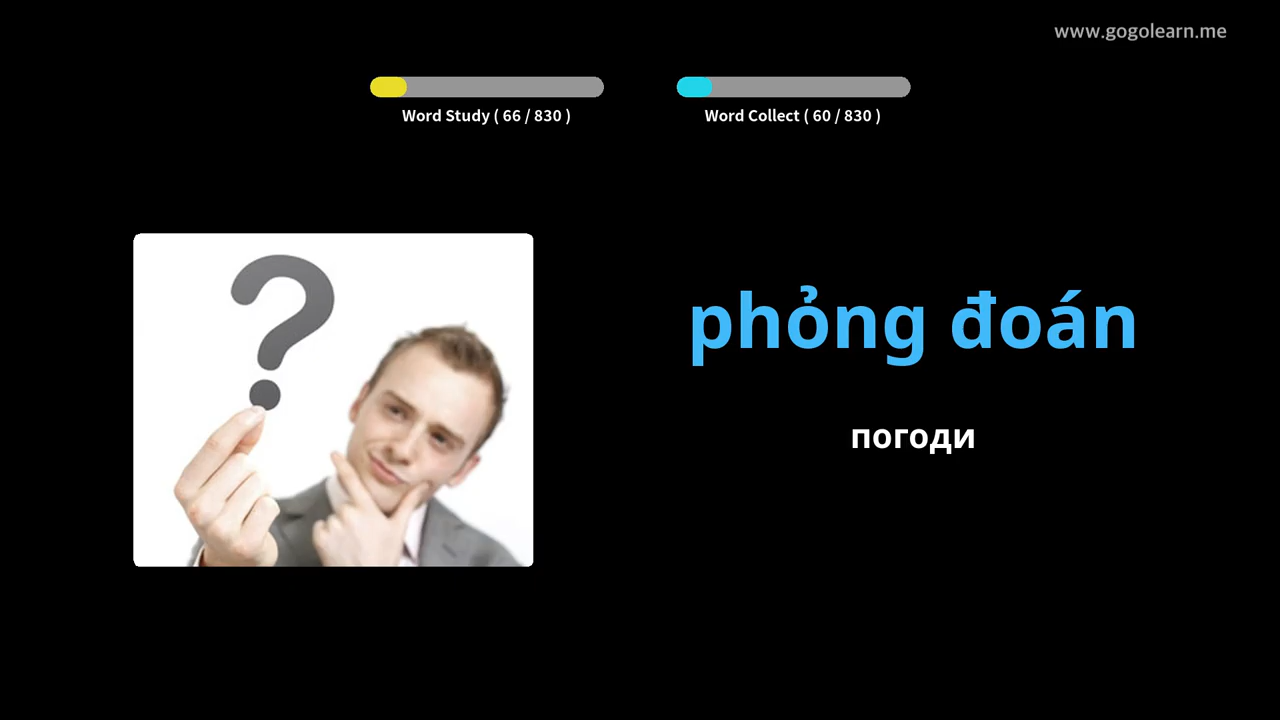 www.gogolearn.me
Word Study ( 66 / 830 )
Word Collect ( 60 / 830 )
phỏng đoán
погоди